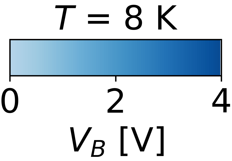 T = 8 K
0 2 4
V_B [V]